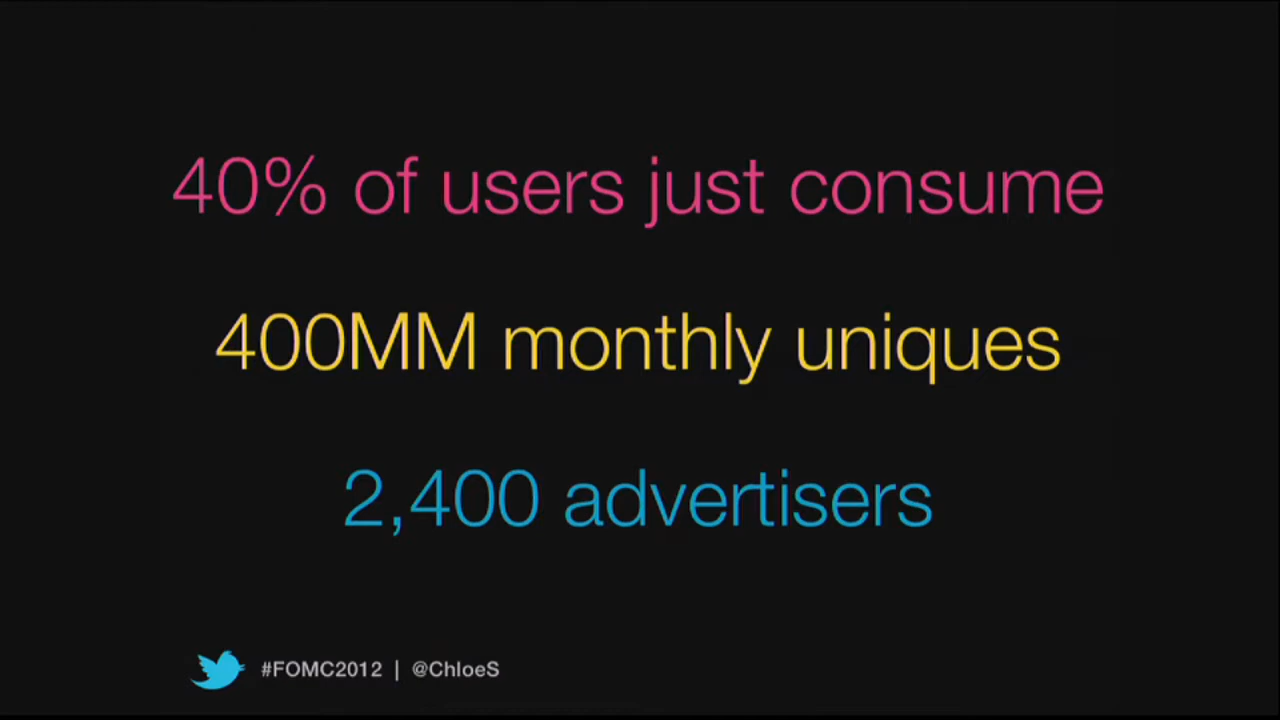 40% of users just consume
400MM monthly uniques
2,400 advertisers
#FOMC2012 | @ChloeS